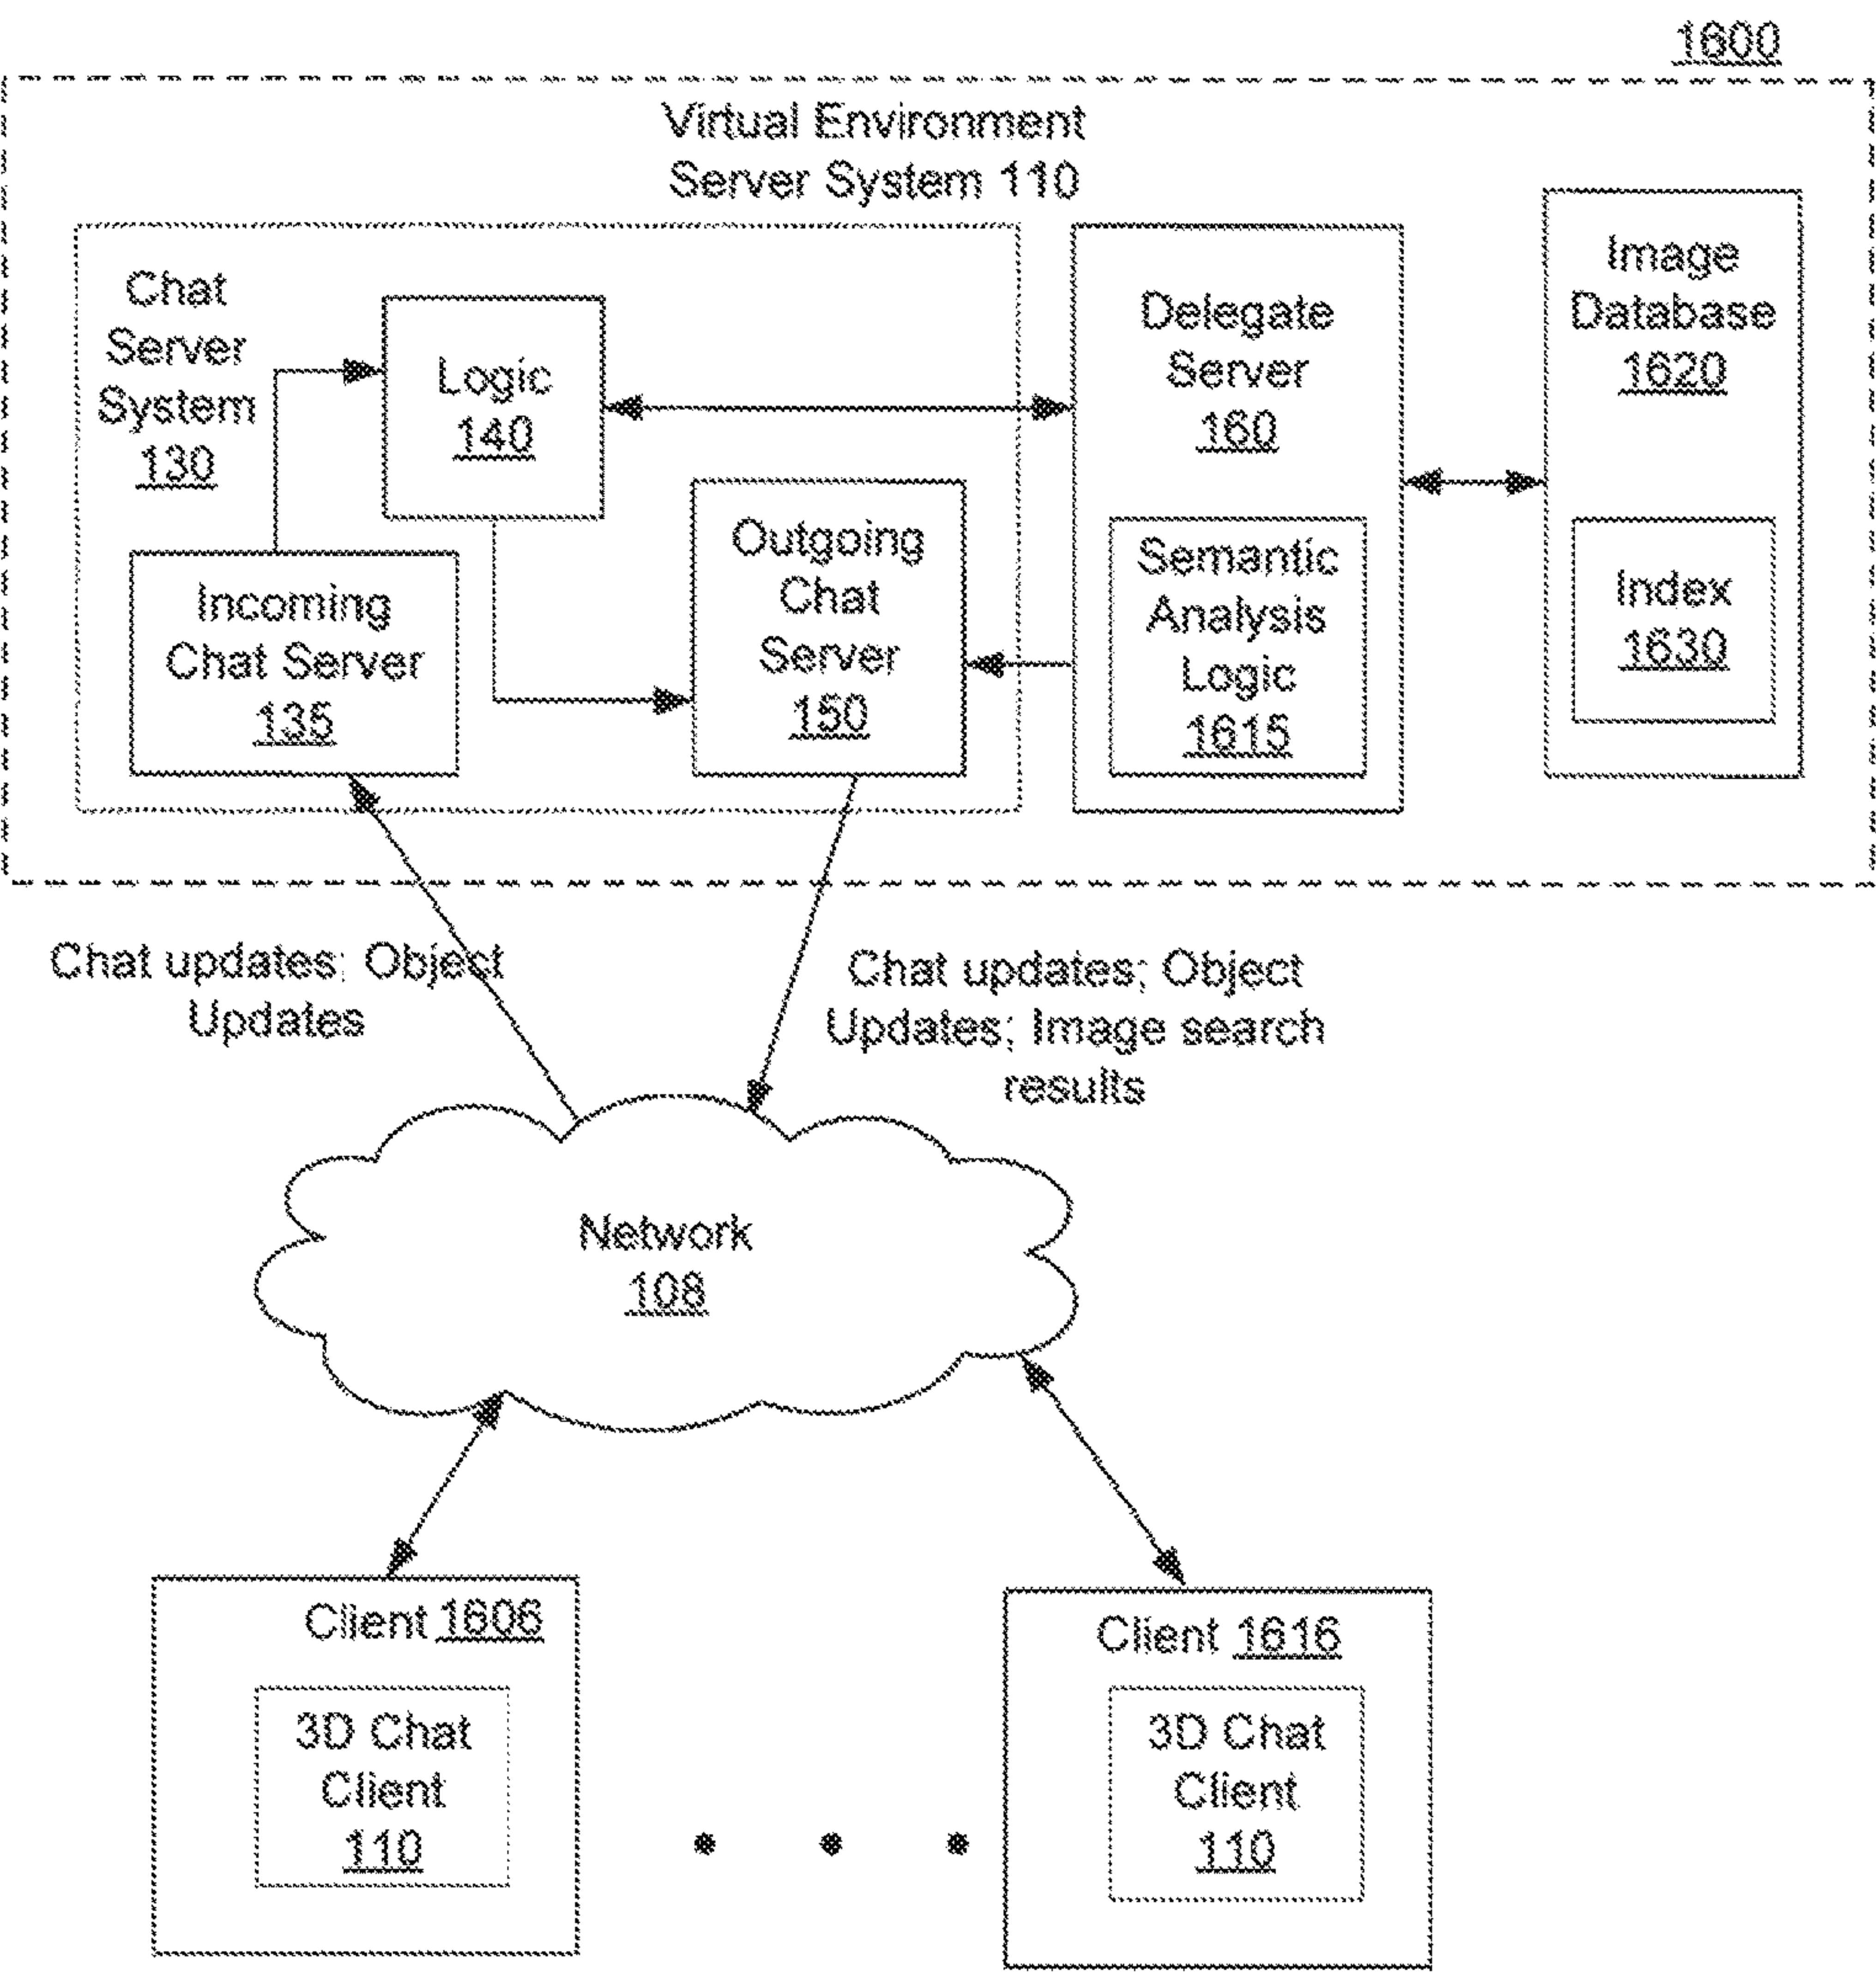 1600
Virtual Environment
Server System 110
Chat
Server
System
130
Logic
140
Incoming
Chat Server
135
Outgoing
Chat
Server
150
Delegate
Server
160
Semantic
Analysis
Logic
1615
Image
Database
1620
Index
1630
Chat updates; Object
Updates
Chat updates; Object
Updates; Image search
results
Network
108
Client 1606
3D Chat
Client
110
Client 1616
3D Chat
Client
110